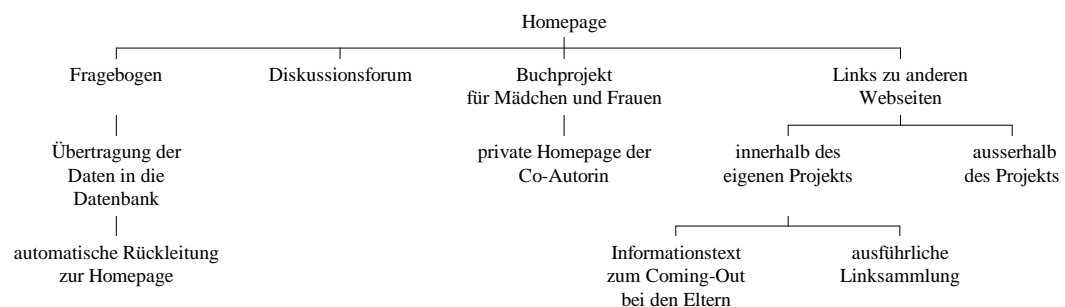 Homepage
Fragebogen
Diskussionsforum
Buchprojekt
für Mädchen und Frauen
Links zu anderen
Webseiten
Übertragung der
Daten in die
Datenbank
private Homepage der
Co-Autorin
innerhalb des
eigenen Projekts
ausserhalb
des Projekts
automatische Rückleitung
zur Homepage
Informationstext
zum Coming-Out
bei den Eltern
ausführliche
Linksammlung